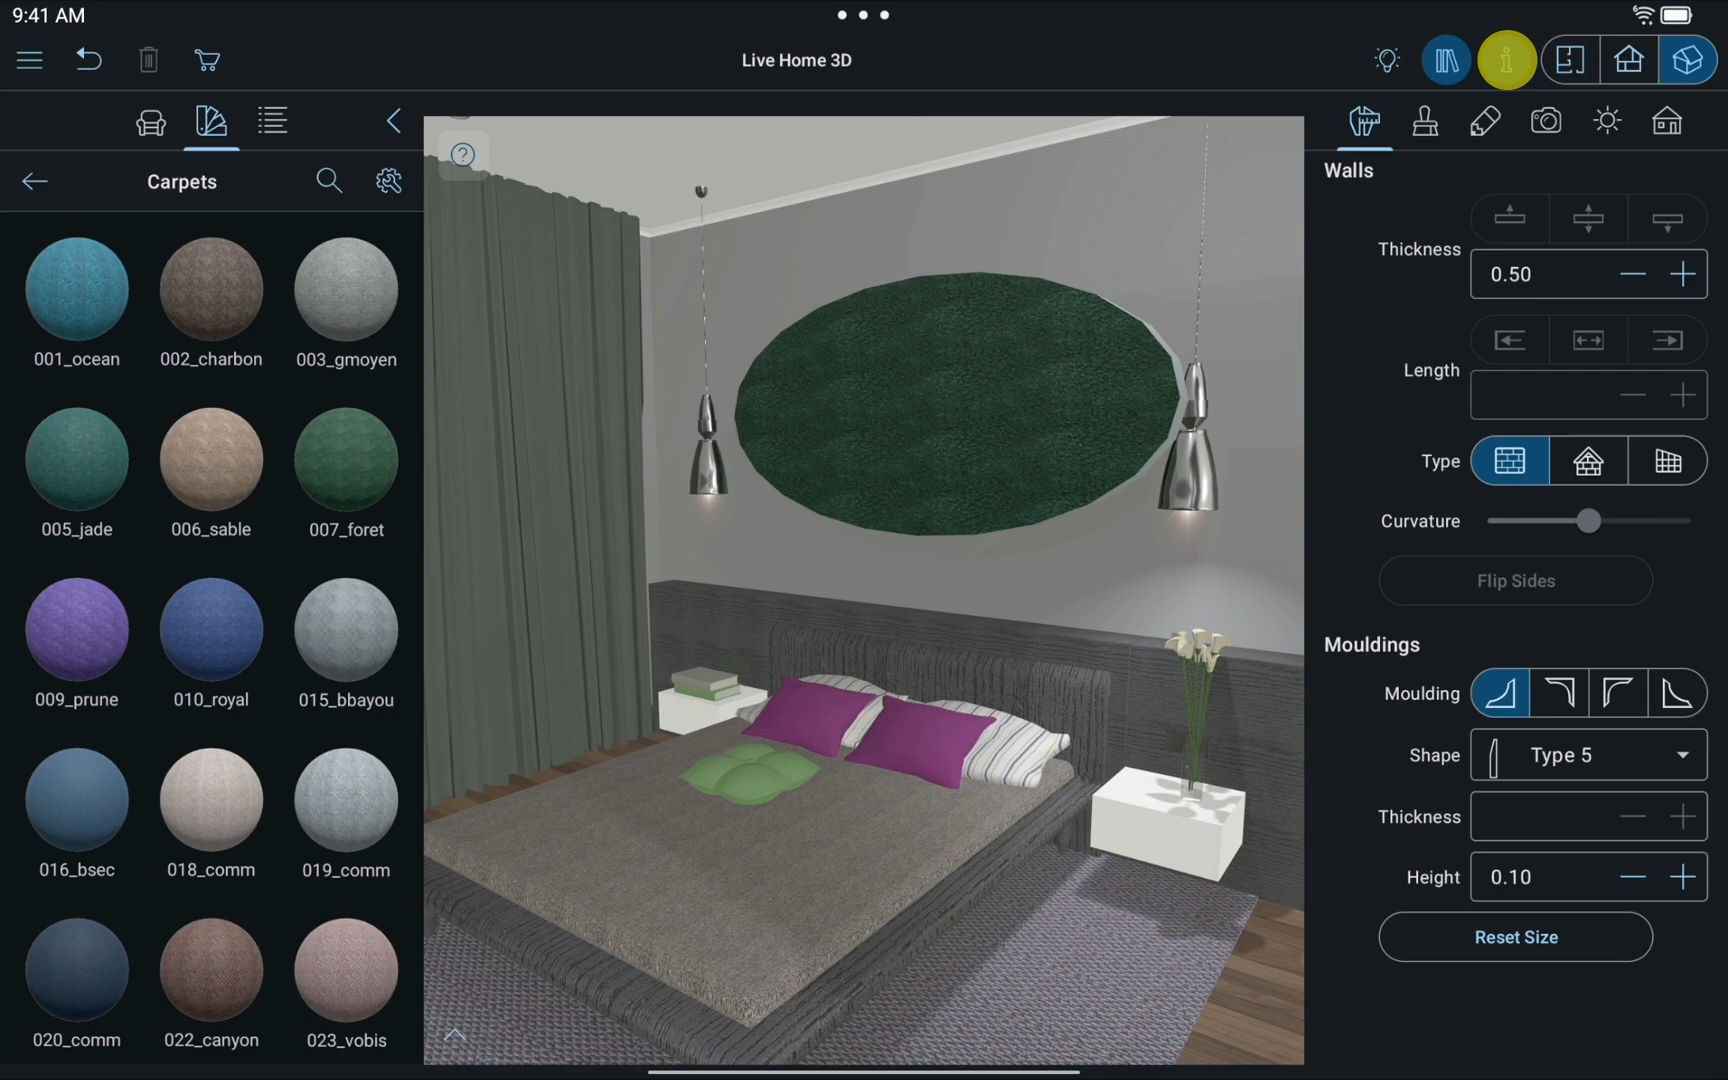 9:41 AM
Live Home 3D
Carpets
001_ocean
002_charbon
003_gmoyen
005_jade
006_sable
007_foret
009_prune
010_royal
015_bbayou
016_bsec
018_comm
019_comm
020_comm
022_canyon
023_vobis
Walls
Thickness
0.50
Length
Type
Curvature
Flip Sides
Mouldings
Moulding
Shape
Type 5
Thickness
Height
0.10
Reset Size